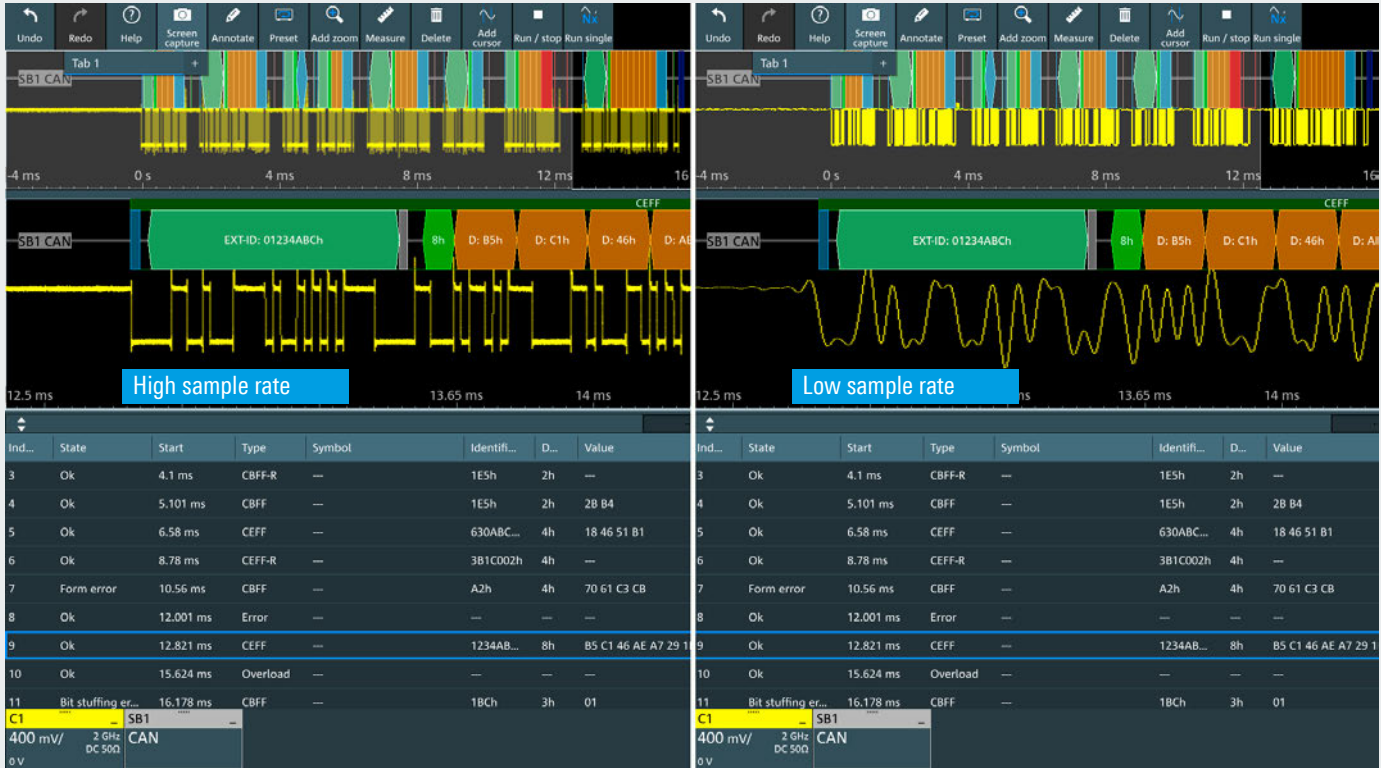 Undo Redo Help Screen capture Annotate Preset Add zoom Measure Delete Add cursor Run / stop Run single
Tab 1 +
SB1 CAN
-4 ms 0 s 4 ms 8 ms 12 ms 16
CEFF
SB1 CAN EXT-ID: 01234ABCh 8h D: B5h D: C1h D: 46h
High sample rate
12.5 ms 13.65 ms 14 ms
Ind... State Start Type Symbol Identifi... D... Value
3 Ok 4.1 ms CBFF-R --- 1E5h 2h ---
4 Ok 5.101 ms CBFF --- 1E5h 2h 2B B4
5 Ok 6.58 ms CEFF --- 630ABC... 4h 18 46 51 B1
6 Ok 8.78 ms CEFF-R --- 3B1C002h 4h ---
7 Form error 10.56 ms CBFF --- A2h 4h 70 61 C3 CB
8 Ok 12.001 ms Error --- --- --- ---
9 Ok 12.821 ms CEFF --- 1234AB... 8h B5 C1 46 AE A7 29
10 Ok 15.624 ms Overload --- --- --- ---
11 Bit stuffing er... 16.178 ms CBFF --- 1BCh 3h 01
C1 SB1
400 mV/ 2 GHz CAN
DC 50Ω
0 V
Undo Redo Help Screen capture Annotate Preset Add zoom Measure Delete Add cursor Run / stop Run single
Tab 1 +
SB1 CAN
-4 ms 0 s 4 ms 8 ms 12 ms 16
CEFF
SB1 CAN EXT-ID: 01234ABCh 8h D: B5h D: C1h D: 46h
Low sample rate
12.5 ms 13.65 ms 14 ms
Ind... State Start Type Symbol Identifi... D... Value
3 Ok 4.1 ms CBFF-R --- 1E5h 2h ---
4 Ok 5.101 ms CBFF --- 1E5h 2h 2B B4
5 Ok 6.58 ms CEFF --- 630ABC... 4h 18 46 51 B1
6 Ok 8.78 ms CEFF-R --- 3B1C002h 4h ---
7 Form error 10.56 ms CBFF --- A2h 4h 70 61 C3 CB
8 Ok 12.001 ms Error --- --- --- ---
9 Ok 12.821 ms CEFF --- 1234AB... 8h B5 C1 46 AE A7 29
10 Ok 15.624 ms Overload --- --- --- ---
11 Bit stuffing er... 16.178 ms CBFF --- 1BCh 3h 01
C1 SB1
400 mV/ 2 GHz CAN
DC 50Ω
0 V